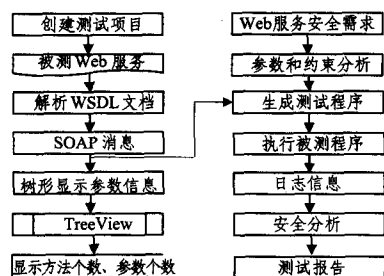 创建测试项目
被测Web服务
解析WSDL文档
SOAP消息
树形显示参数信息
TreeView
显示方法个数、参数个数
Web服务安全需求
参数和约束分析
生成测试程序
执行被测程序
日志信息
安全分析
测试报告